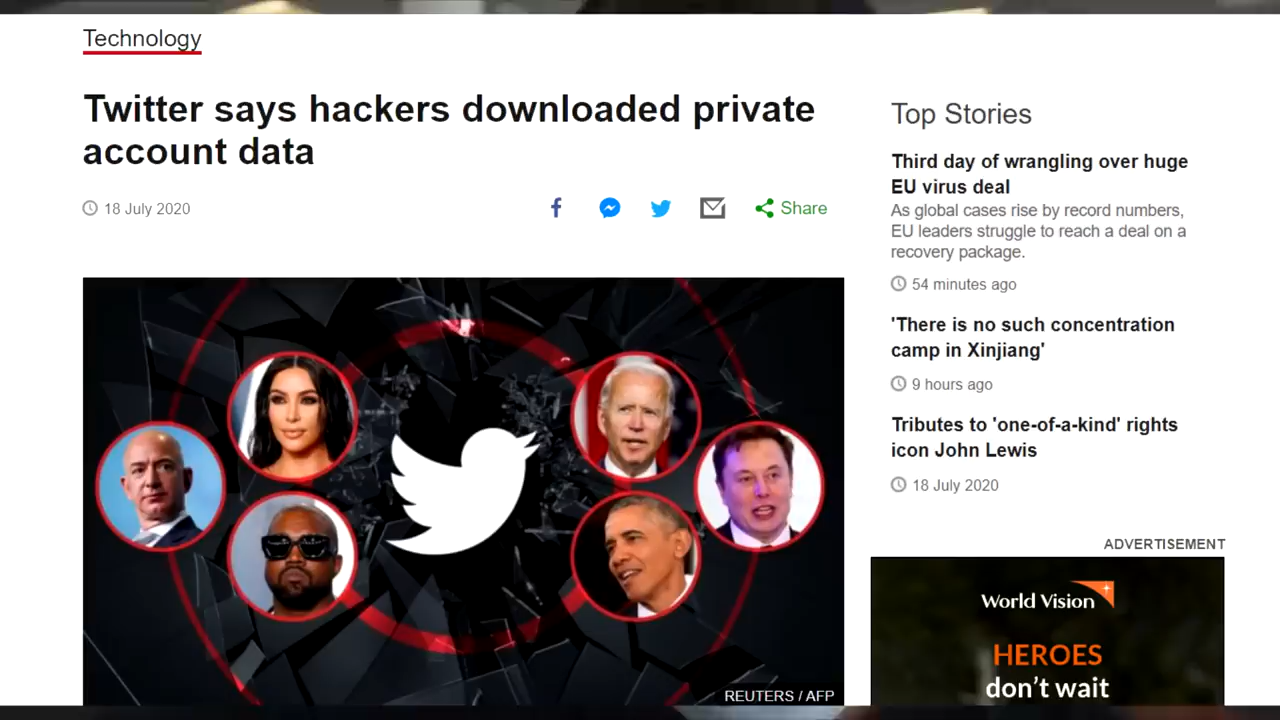 Technology
Twitter says hackers downloaded private
account data
18 July 2020
Share
REUTERS / AFP
Top Stories
Third day of wrangling over huge
EU virus deal
As global cases rise by record numbers,
EU leaders struggle to reach a deal on a
recovery package.
54 minutes ago
'There is no such concentration
camp in Xinjiang'
9 hours ago
Tributes to 'one-of-a-kind' rights
icon John Lewis
18 July 2020
ADVERTISEMENT
World Vision
HEROES
don't wait